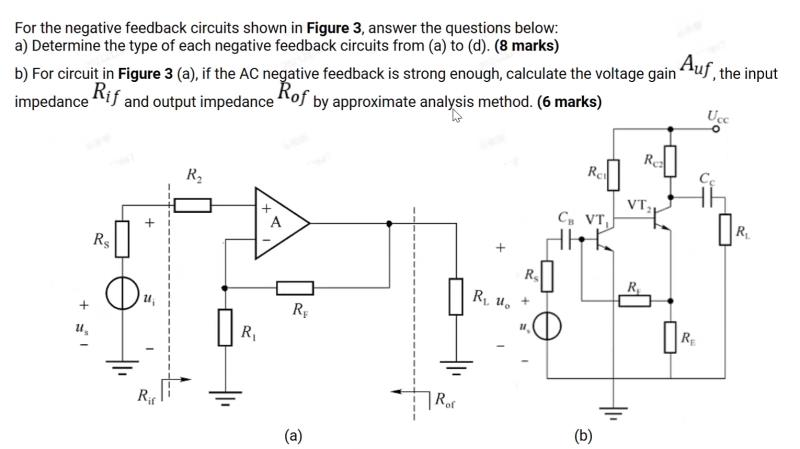 For the negative feedback circuits shown in Figure 3, answer the questions below:
a) Determine the type of each negative feedback circuits from (a) to (d). (8 marks)
b) For circuit in Figure 3 (a), if the AC negative feedback is strong enough, calculate the voltage gain Auf, the input
impedance Rif and output impedance Rof by approximate analysis method. (6 marks)
Ucc
R2
RC1
RC2
CC
+
A
−
+
RS
CB
VT1
VT2
RL
ui
RF
R1
RL
uo
+
−
RS
RF
+
us
−
us
+
−
RE
−
Rif
Rof
(a)
(b)